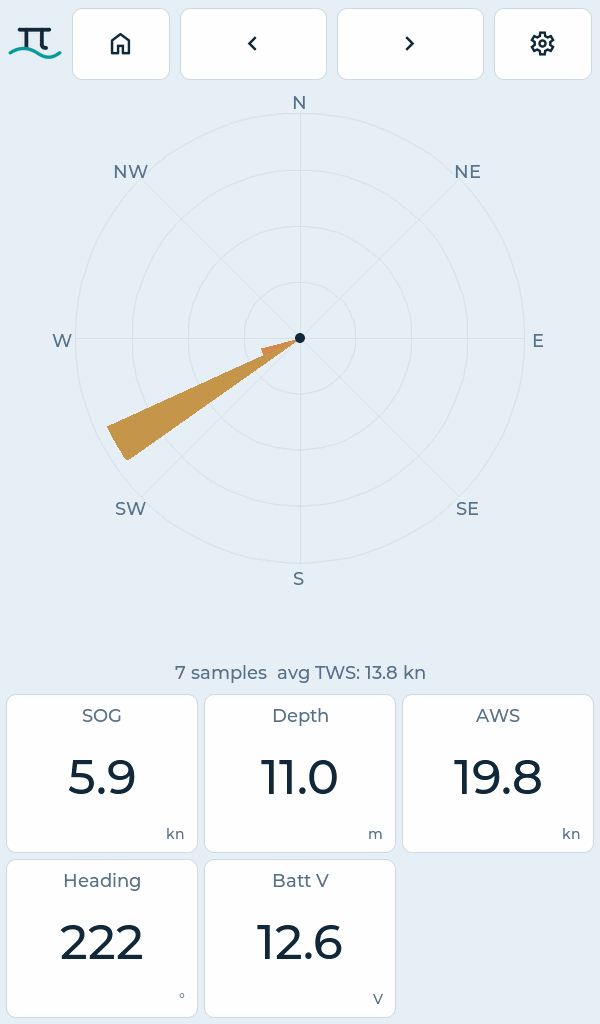 N
NW
NE
W
E
SW
SE
S
7 samples  avg TWS: 13.8 kn
SOG
5.9
kn
Depth
11.0
m
AWS
19.8
kn
Heading
222
°
Batt V
12.6
V